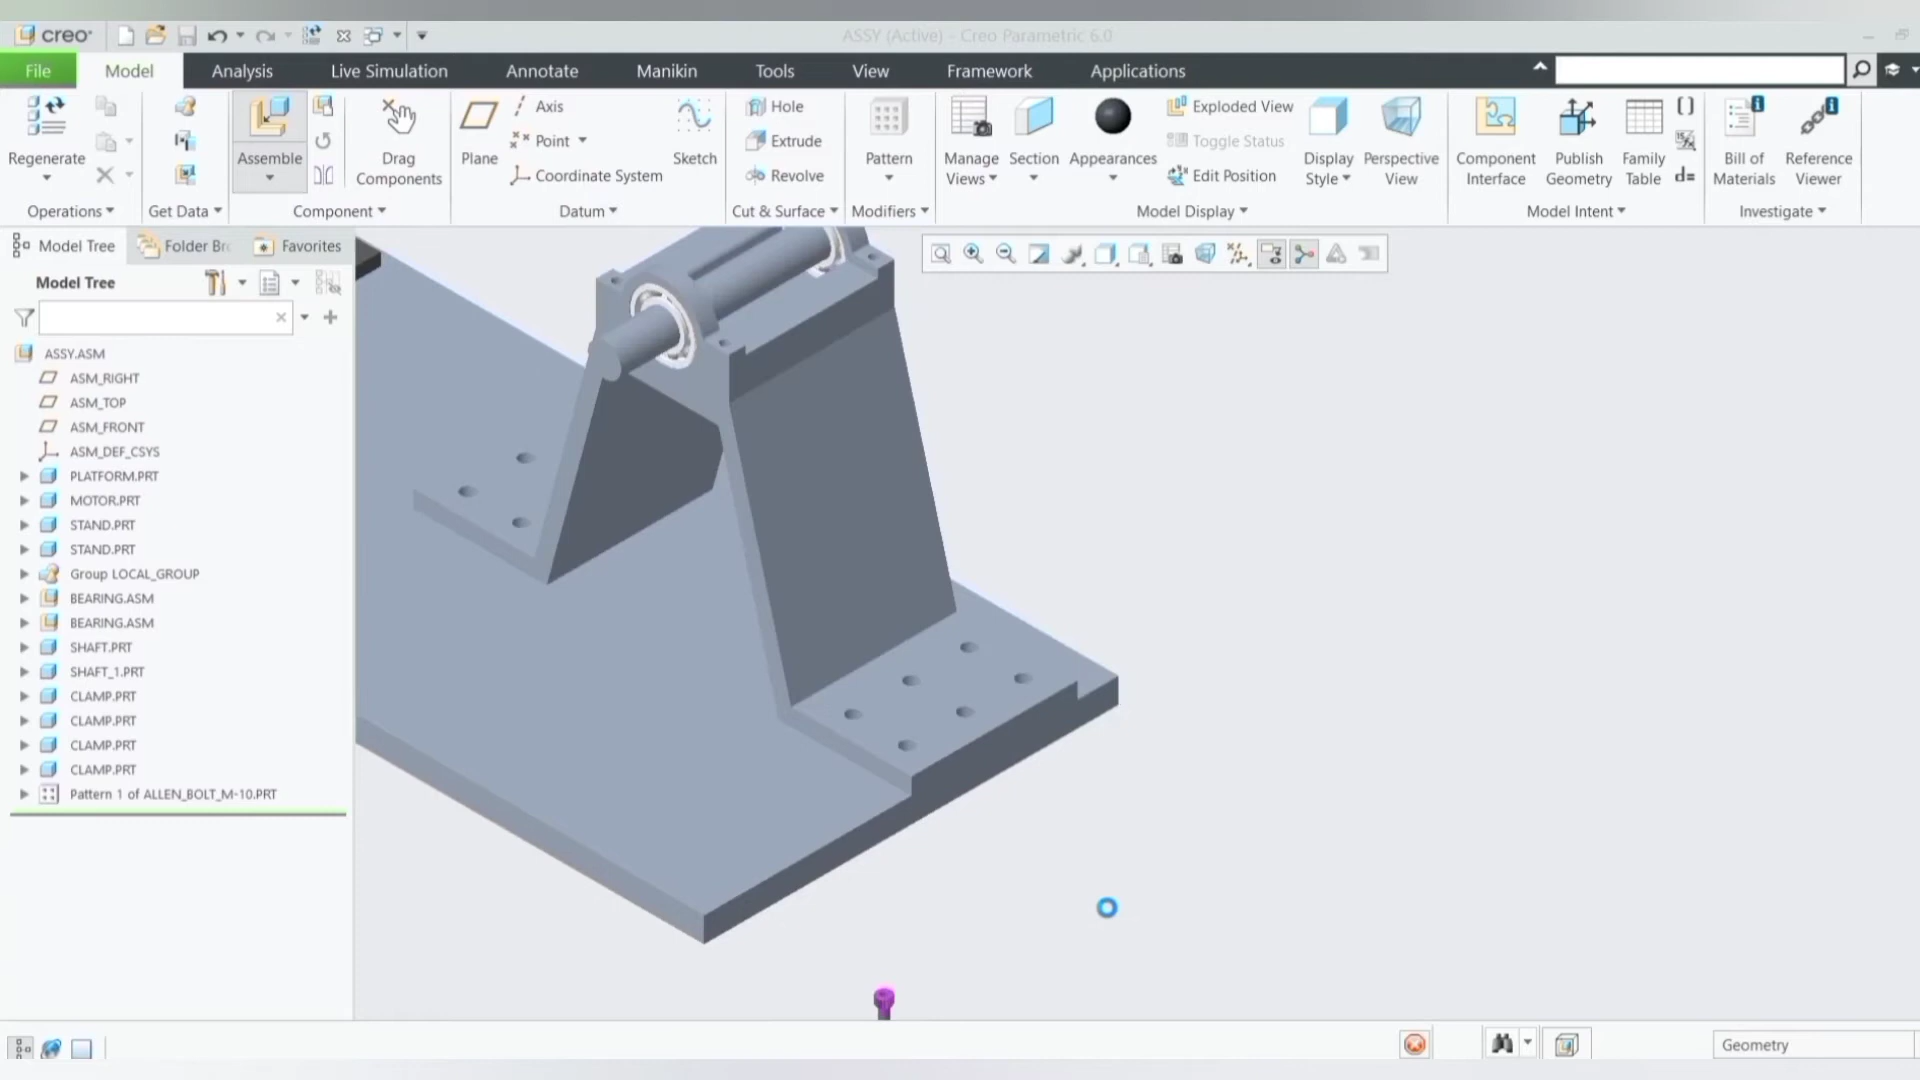 creo
ASSY (Active) - Creo Parametric 6.0
File Model Analysis Live Simulation Annotate Manikin Tools View Framework Applications
Regenerate
Assemble
Drag Components
Plane
Axis
Point
Coordinate System
Sketch
Hole
Extrude
Revolve
Pattern
Manage Views
Section
Appearances
Exploded View
Toggle Status
Edit Position
Display Style
Perspective View
Component Interface
Publish Geometry
Family Table
d=
Bill of Materials
Reference Viewer
Operations Get Data Component Datum Cut & Surface Modifiers Model Display Model Intent Investigate
Model Tree Folder Br Favorites
Model Tree
ASSY.ASM
ASM_RIGHT
ASM_TOP
ASM_FRONT
ASM_DEF_CSYS
PLATFORM.PRT
MOTOR.PRT
STAND.PRT
STAND.PRT
Group LOCAL_GROUP
BEARING.ASM
BEARING.ASM
SHAFT.PRT
SHAFT_1.PRT
CLAMP.PRT
CLAMP.PRT
CLAMP.PRT
CLAMP.PRT
Pattern 1 of ALLEN_BOLT_M-10.PRT
Geometry